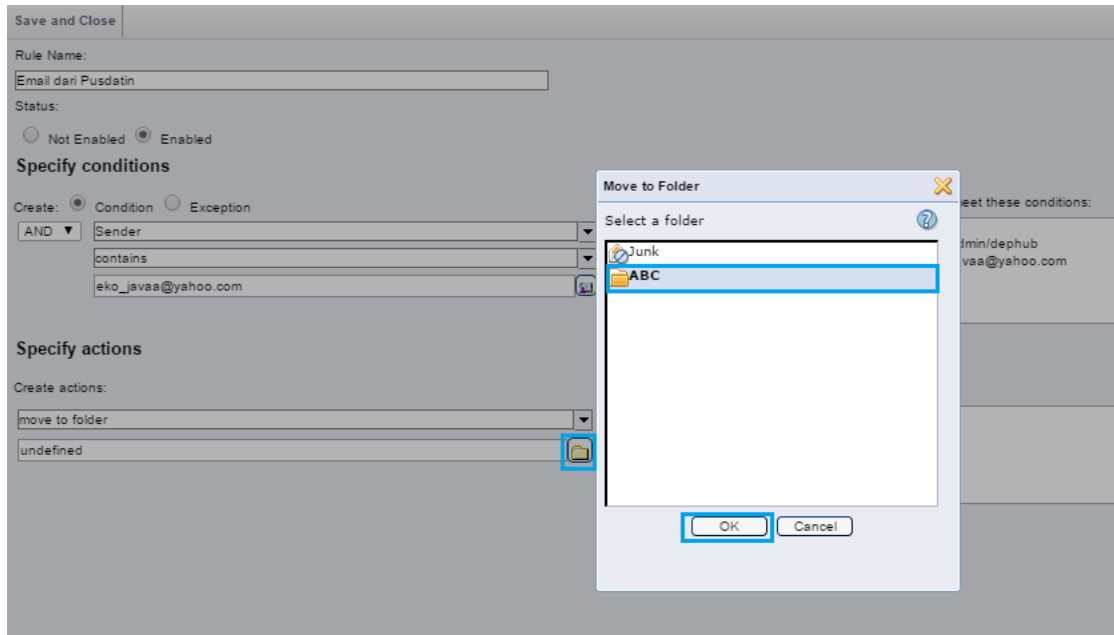 Save and Close
Rule Name:
Email dari Pusdatin
Status:
Not Enabled Enabled
Specify conditions
Create: Condition Exception
AND Sender
contains
eko_javaa@yahoo.com
Specify actions
Create actions:
move to folder
undefined
Move to Folder
Select a folder
Junk
ABC
OK Cancel
eet these conditions:
dmin/dephub
vaa@yahoo.com